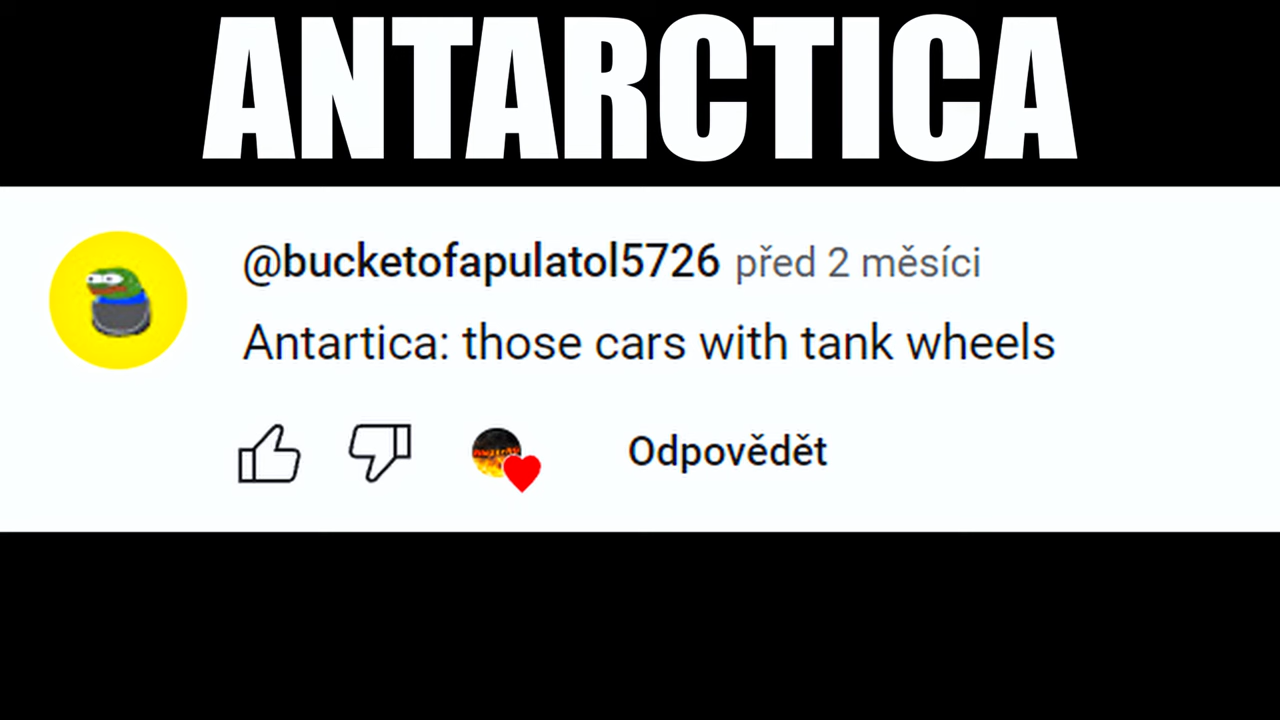 ANTARCTICA
@bucketofapulatol5726 před 2 měsíci
Antartica: those cars with tank wheels
Odpovědět